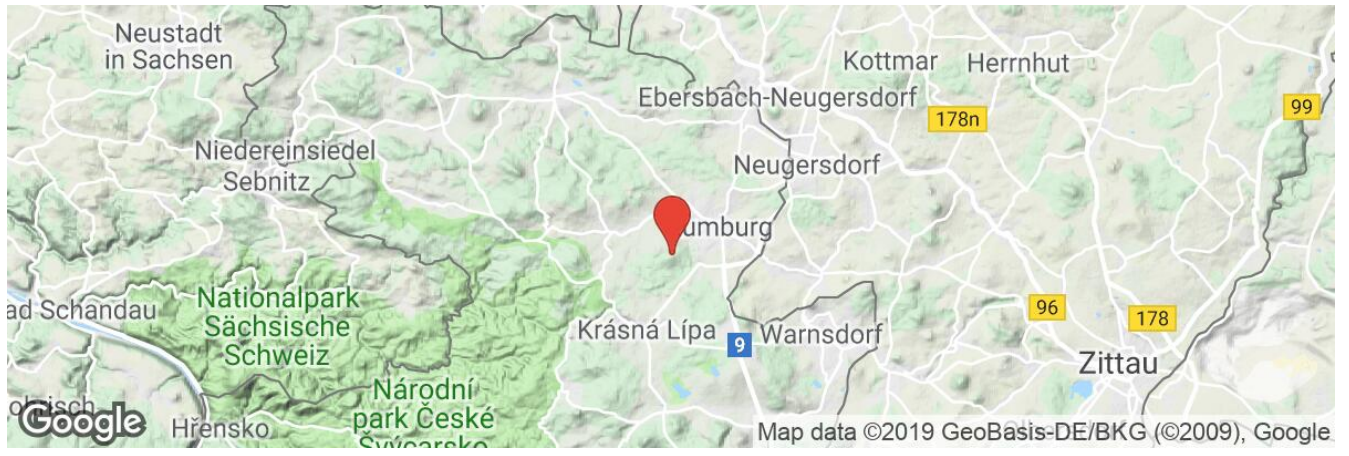 Neustadt
in Sachsen
Kottmar
Herrnhut
Ebersbach-Neugersdorf
178n
99
Niedereinsiedel
Sebnitz
Neugersdorf
umburg
ad Schandau
Nationalpark
Sächsische
Schweiz
Krásná Lípa
9
Warnsdorf
96
178
Zittau
Národní
park České
Švýcarsko
Google
Hřensko
Map data ©2019 GeoBasis-DE/BKG (©2009), Google